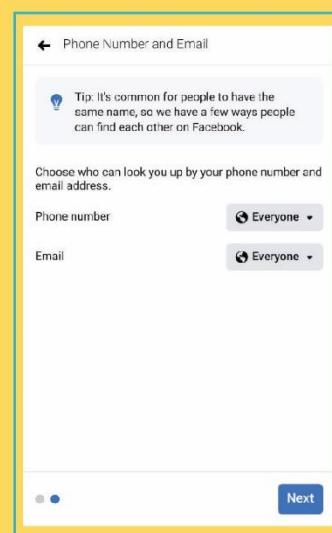 Phone Number and Email
Tip: It's common for people to have the
same name, so we have a few ways people
can find each other on Facebook.
Choose who can look you up by your phone number and
email address.
Phone number
Everyone
Email
Everyone
Next